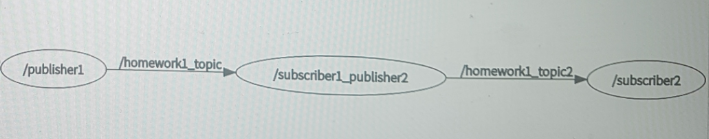 /publisher1
/homework1_topic
/subscriber1_publisher2
/homework1_topic2
/subscriber2